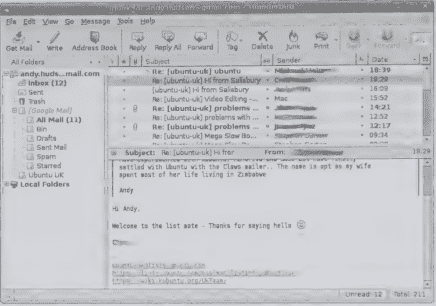 File Edit View Go Message Tools Help
Get Mail Write Address Book Reply Reply All Forward Tag Delete Junk Print
All Folders Subject Sender Date
andy.huds...mail.com
Inbox (12)
Sent
Trash
[Google Mail]
All Mail (11)
Bin
Drafts
Sent Mail
Spam
Starred
Ubuntu UK
Local Folders
Re: [ubuntu-uk] ubuntu 18:39
Re: [ubuntu-uk] Hi from Salisbury 18:29
[ubuntu-uk] Hi from Salisbury 16:09
[ubuntu-uk] Video Editing - ... Mac 15:52
Re: [ubuntu-uk] problems ... 14:21
[ubuntu-uk] problems with ... 12:52
Re: [ubuntu-uk] problems ... 12:17
Re: [ubuntu-uk] Mega Slow Bo... 09:34
Subject: Re: [ubuntu-uk] Hi from From: 18:29
settled with Ubuntu with the Claws mailer.. The name is apt as my wife
spent most of her life living in Zimbabwe
Andy
Hi Andy,
Welcome to the list mate - Thanks for saying hello
Unread: 12 Total: 211